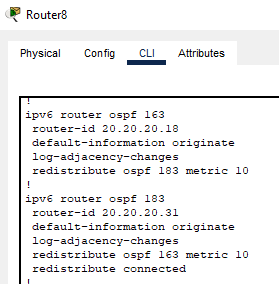 Router8
Physical Config CLI Attributes
!
ipv6 router ospf 163
router-id 20.20.20.18
default-information originate
log-adjacency-changes
redistribute ospf 183 metric 10
!
ipv6 router ospf 183
router-id 20.20.20.31
default-information originate
log-adjacency-changes
redistribute ospf 163 metric 10
redistribute connected
!